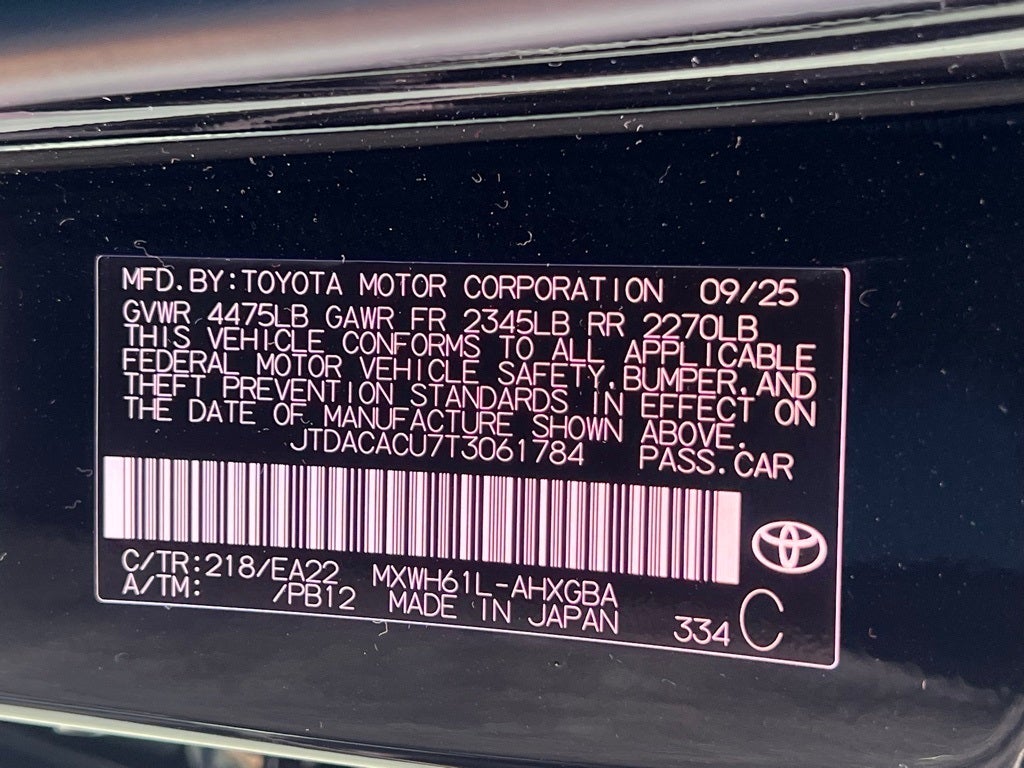 MFD.BY:TOYOTA MOTOR CORPORATION 09/25
GVWR 4475LB GAWR FR 2345LB RR 2270LB
THIS VEHICLE CONFORMS TO ALL APPLICABLE
FEDERAL MOTOR VEHICLE SAFETY,BUMPER,AND
THEFT PREVENTION STANDARDS IN EFFECT ON
THE DATE OF MANUFACTURE SHOWN ABOVE.
JTDACACU7T3061784 PASS.CAR
C/TR:218/EA22 MXWH61L-AHXGBA
A/TM: /PB12 MADE IN JAPAN 334 C